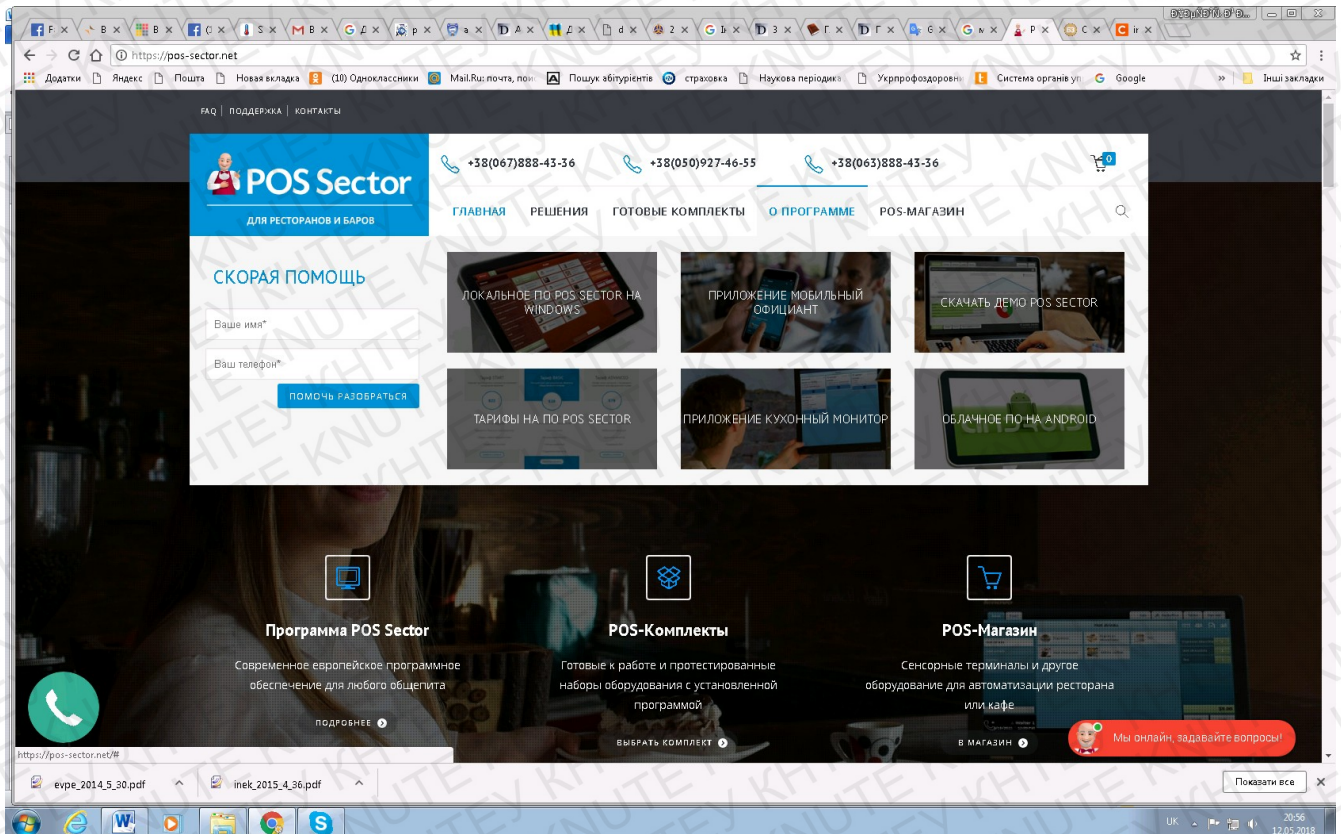 https://pos-sector.net
Додатки Яндекс Пошта Новая вкладка (10) Одноклассники Mail.Ru: почта, пои Пошук абітурієнтів страховка Наукова періодика Укрпрофоздоровн Система органів уп Google » Інші закладки
FAQ | ПОДДЕРЖКА | КОНТАКТЫ
POS Sector
ДЛЯ РЕСТОРАНОВ И БАРОВ
+38(067)888-43-36 +38(050)927-46-55 +38(063)888-43-36 0
ГЛАВНАЯ РЕШЕНИЯ ГОТОВЫЕ КОМПЛЕКТЫ О ПРОГРАММЕ POS-МАГАЗИН
СКОРАЯ ПОМОЩЬ
Ваше имя*
Ваш телефон*
ПОМОЧЬ РАЗОБРАТЬСЯ
ЛОКАЛЬНОЕ ПО POS SECTOR НА
WINDOWS
ПРИЛОЖЕНИЕ МОБИЛЬНЫЙ
ОФИЦИАНТ
СКАЧАТЬ ДЕМО POS SECTOR
ТАРИФЫ НА ПО POS SECTOR
ПРИЛОЖЕНИЕ КУХОННЫЙ МОНИТОР
ОБЛАЧНОЕ ПО НА ANDROID
Программа POS Sector
Современное европейское программное
обеспечение для любого общепита
ПОДРОБНЕЕ
POS-Комплекты
Готовые к работе и протестированные
наборы оборудования с установленной
программой
ВЫБРАТЬ КОМПЛЕКТ
POS-Магазин
Сенсорные терминалы и другое
оборудование для автоматизации ресторана
или кафе
В МАГАЗИН
Мы онлайн, задавайте вопросы!
https://pos-sector.net/#
evpe_2014_5_30.pdf inek_2015_4_36.pdf Показати все
UK 20:56
12.05.2018